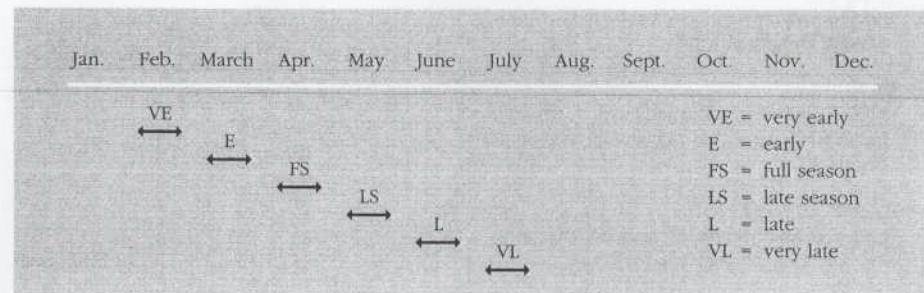 Jan. Feb. March Apr. May June July Aug. Sept. Oct. Nov. Dec.
VE
E
FS
LS
L
VL
VE = very early
E = early
FS = full season
LS = late season
L = late
VL = very late